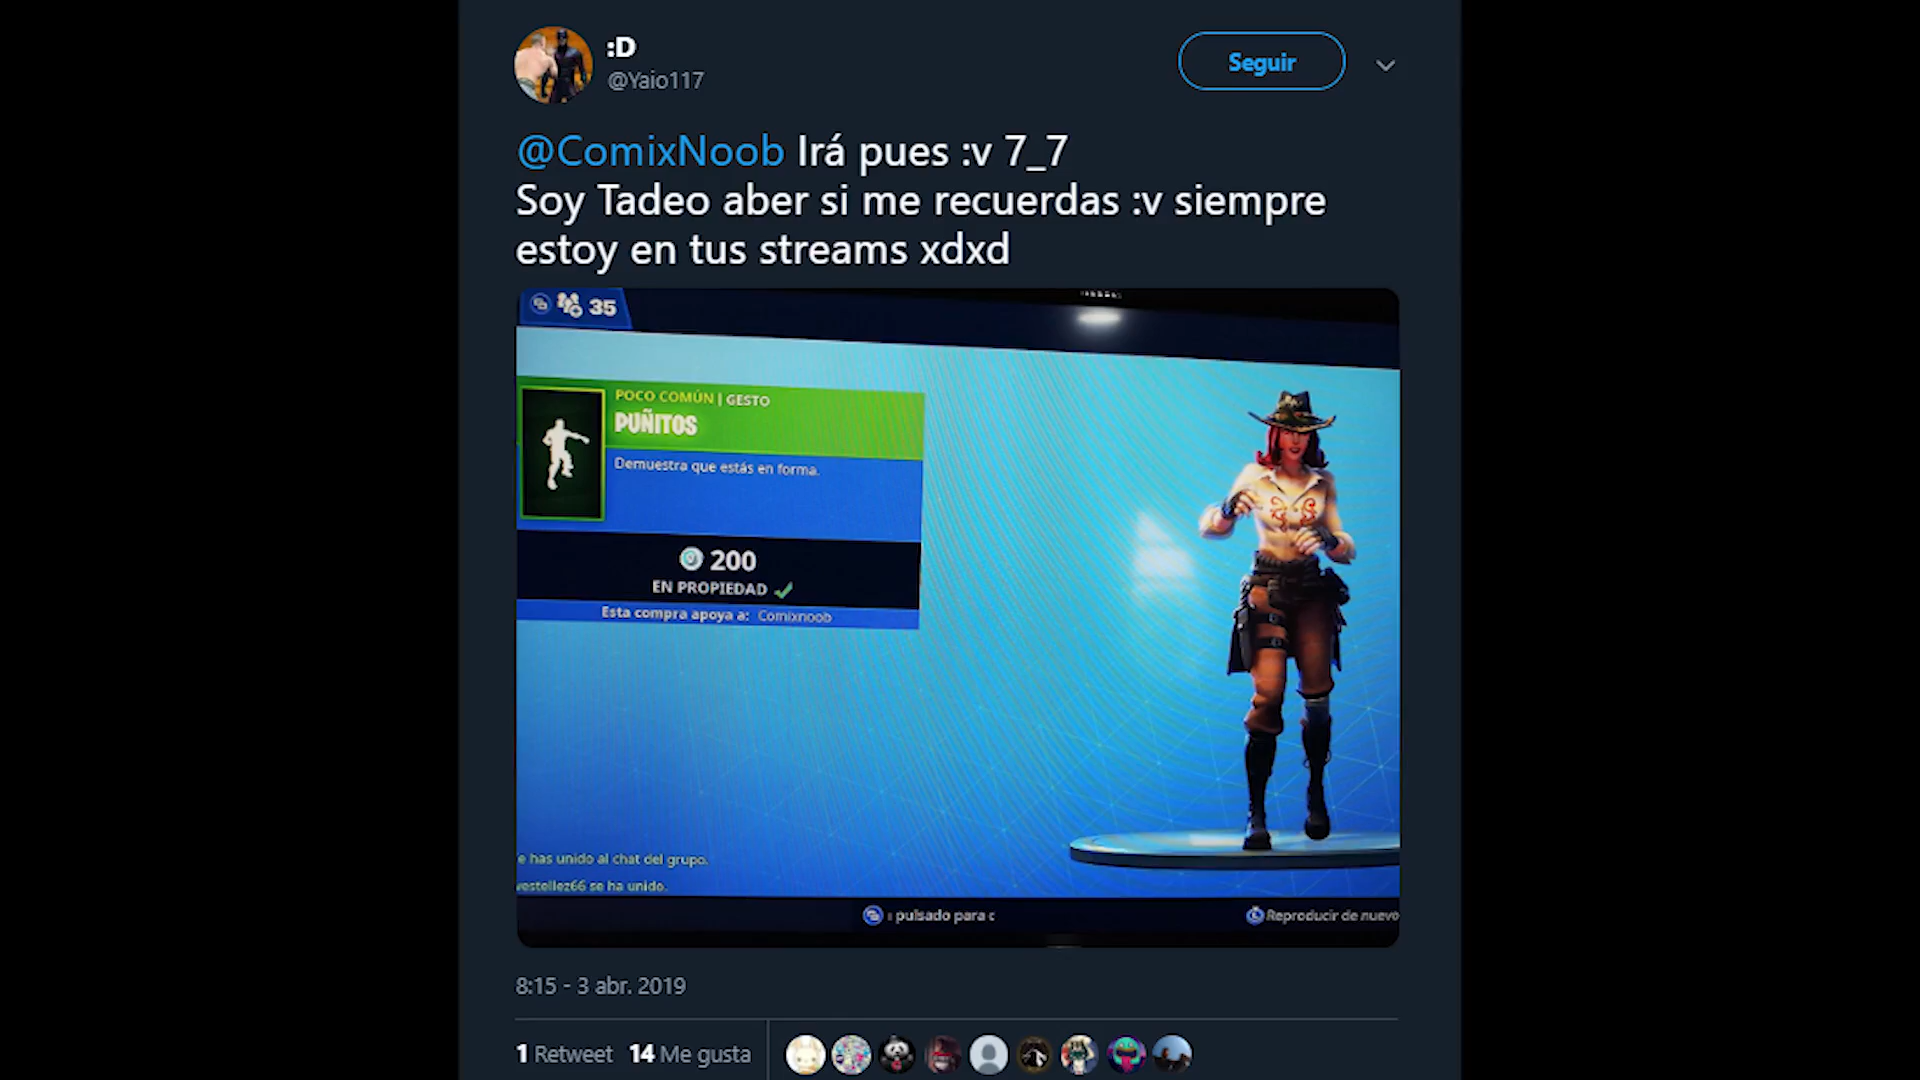 :D
@Yaio117
Seguir
@ComixNoob Irá pues :v 7_7
Soy Tadeo aber si me recuerdas :v siempre
estoy en tus streams xdxd
35
POCO COMÚN | GESTO
PUÑITOS
Demuestra que estás en forma.
200
EN PROPIEDAD
Esta compra apoya a: Comixnoob
e has unido al chat del grupo.
vestellez66 se ha unido.
pulsado para c
Reproducir de nuevo
8:15 - 3 abr. 2019
1 Retweet 14 Me gusta